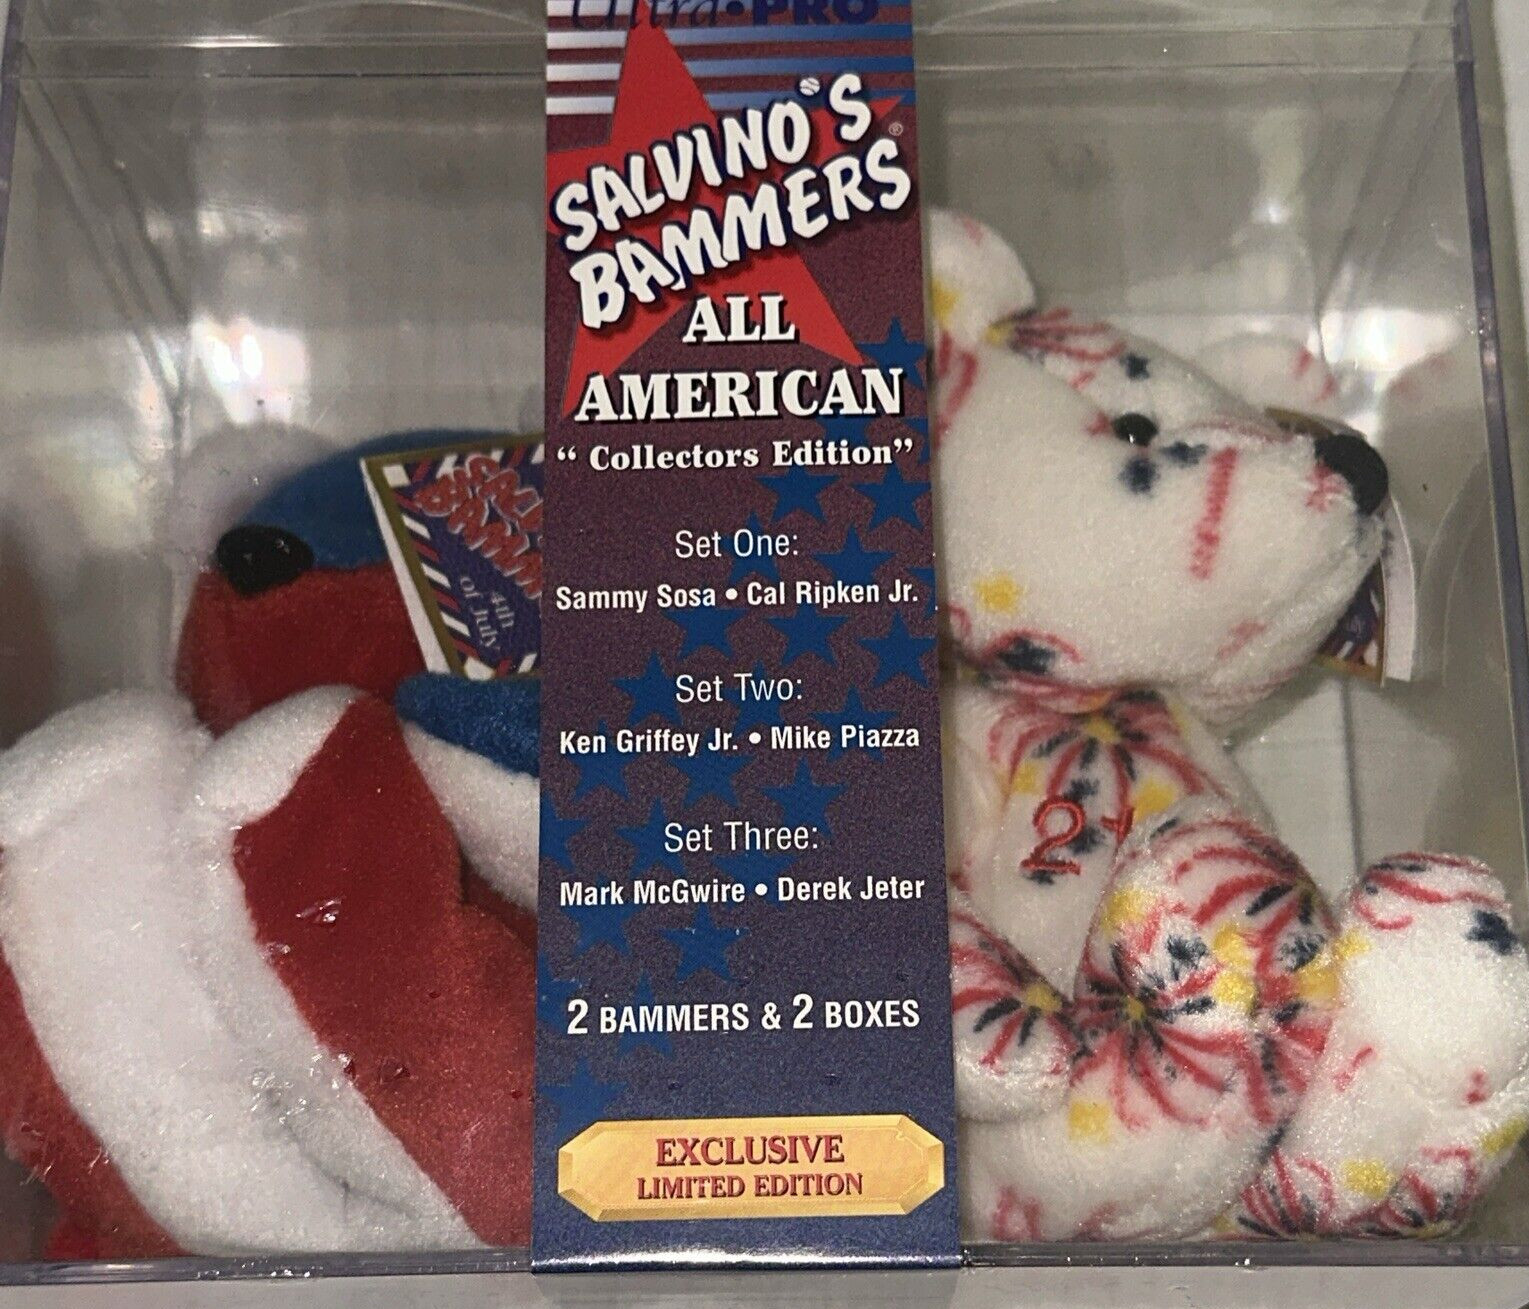 Ultra•PRO
SALVINO'S
BAMMERS®
ALL
AMERICAN
“ Collectors Edition”
Set One:
Sammy Sosa • Cal Ripken Jr.
Set Two:
Ken Griffey Jr. • Mike Piazza
Set Three:
Mark McGwire • Derek Jeter
2 BAMMERS & 2 BOXES
EXCLUSIVE
LIMITED EDITION
4th
of July
21